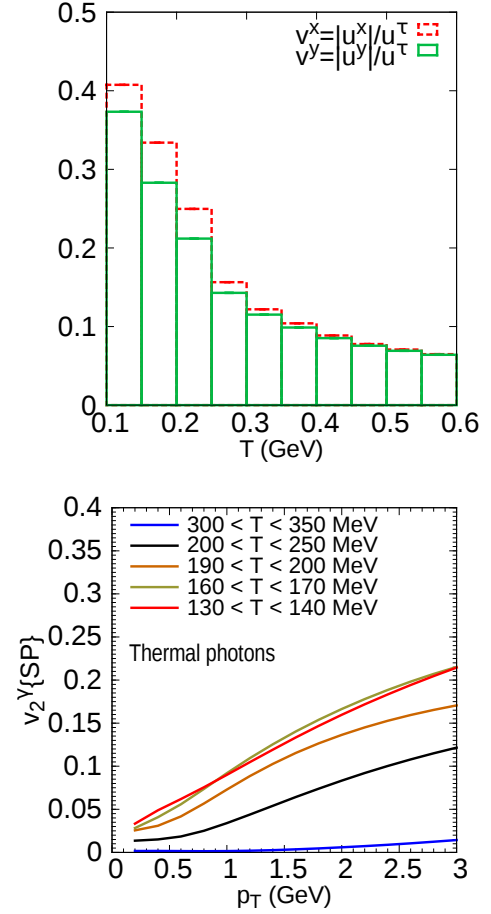 0.5
0.4
0.3
0.2
0.1
0
v^x=|u^x|/u^τ
v^y=|u^y|/u^τ
0.1 0.2 0.3 0.4 0.5 0.6
T (GeV)
0.4
0.35
0.3
0.25
0.2
0.15
0.1
0.05
0
300 < T < 350 MeV
200 < T < 250 MeV
190 < T < 200 MeV
160 < T < 170 MeV
130 < T < 140 MeV
Thermal photons
v_2^γ{SP}
0 0.5 1 1.5 2 2.5 3
p_T (GeV)